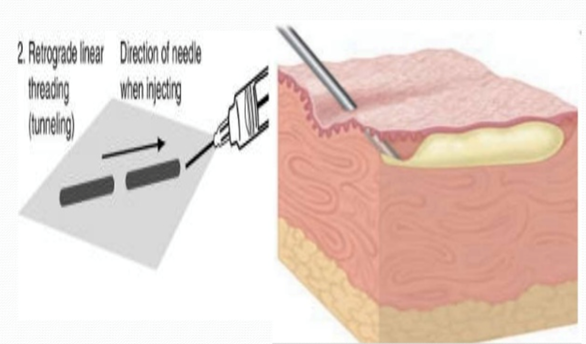 2. Retrograde linear
threading
(tunneling)
Direction of needle
when injecting